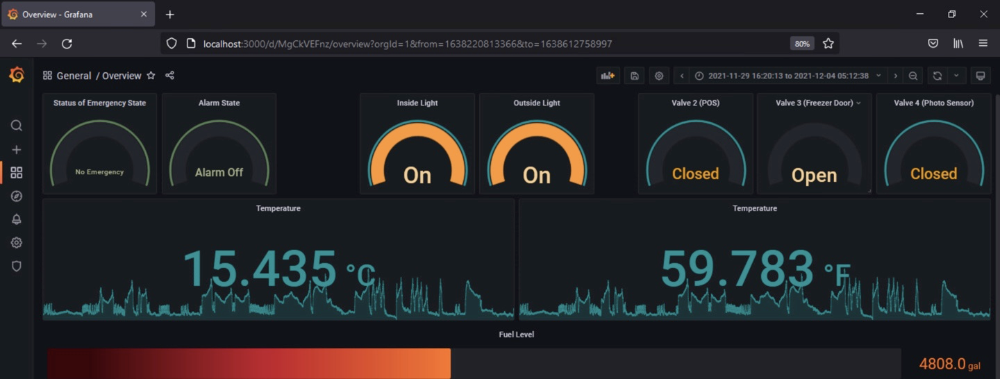 Overview - Grafana
localhost:3000/d/MgCkVEFnz/overview?orgId=1&from=1638220813366&to=1638612758997 80%
General / Overview 2021-11-29 16:20:13 to 2021-12-04 05:12:38
Status of Emergency State Alarm State Inside Light Outside Light Valve 2 (POS) Valve 3 (Freezer Door) Valve 4 (Photo Sensor)
No Emergency Alarm Off On On Closed Open Closed
Temperature Temperature
15.435 °C 59.783 °F
Fuel Level
4808.0 gal